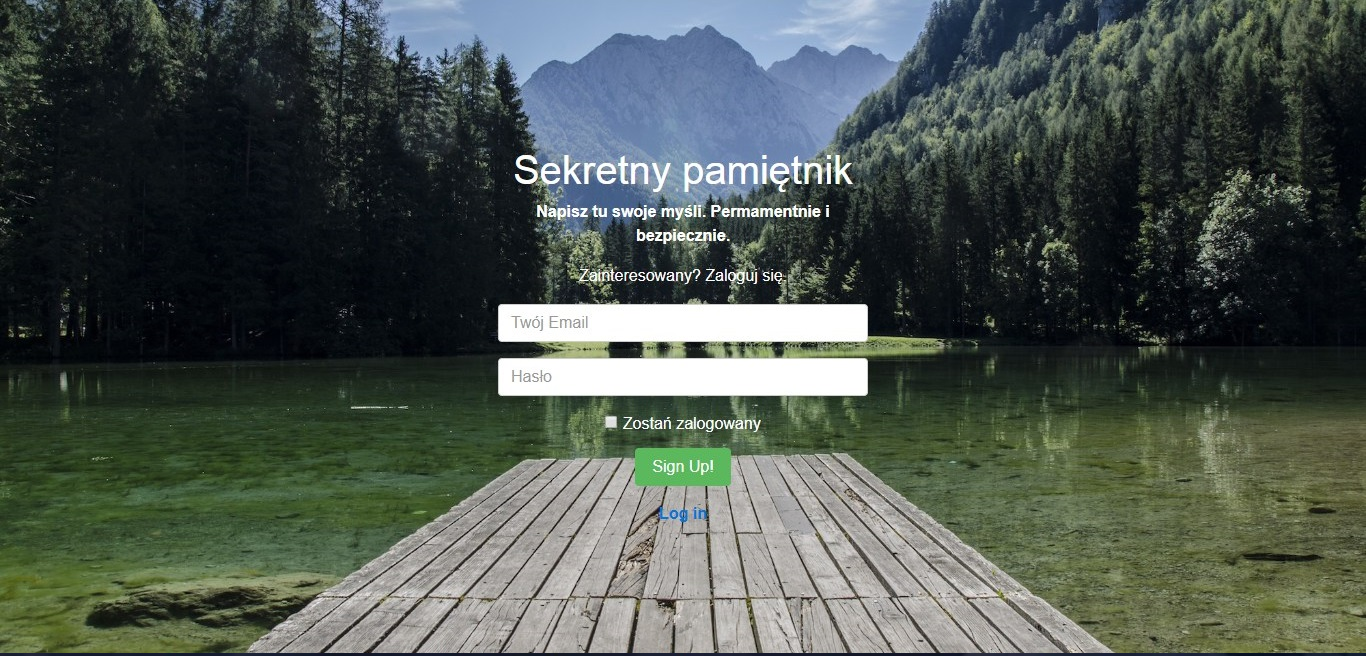 Sekretny pamiętnik
Napisz tu swoje myśli. Permamentnie i
bezpiecznie.
Zainteresowany? Zaloguj się.
Twój Email
Hasło
Zostań zalogowany
Sign Up!
Log in